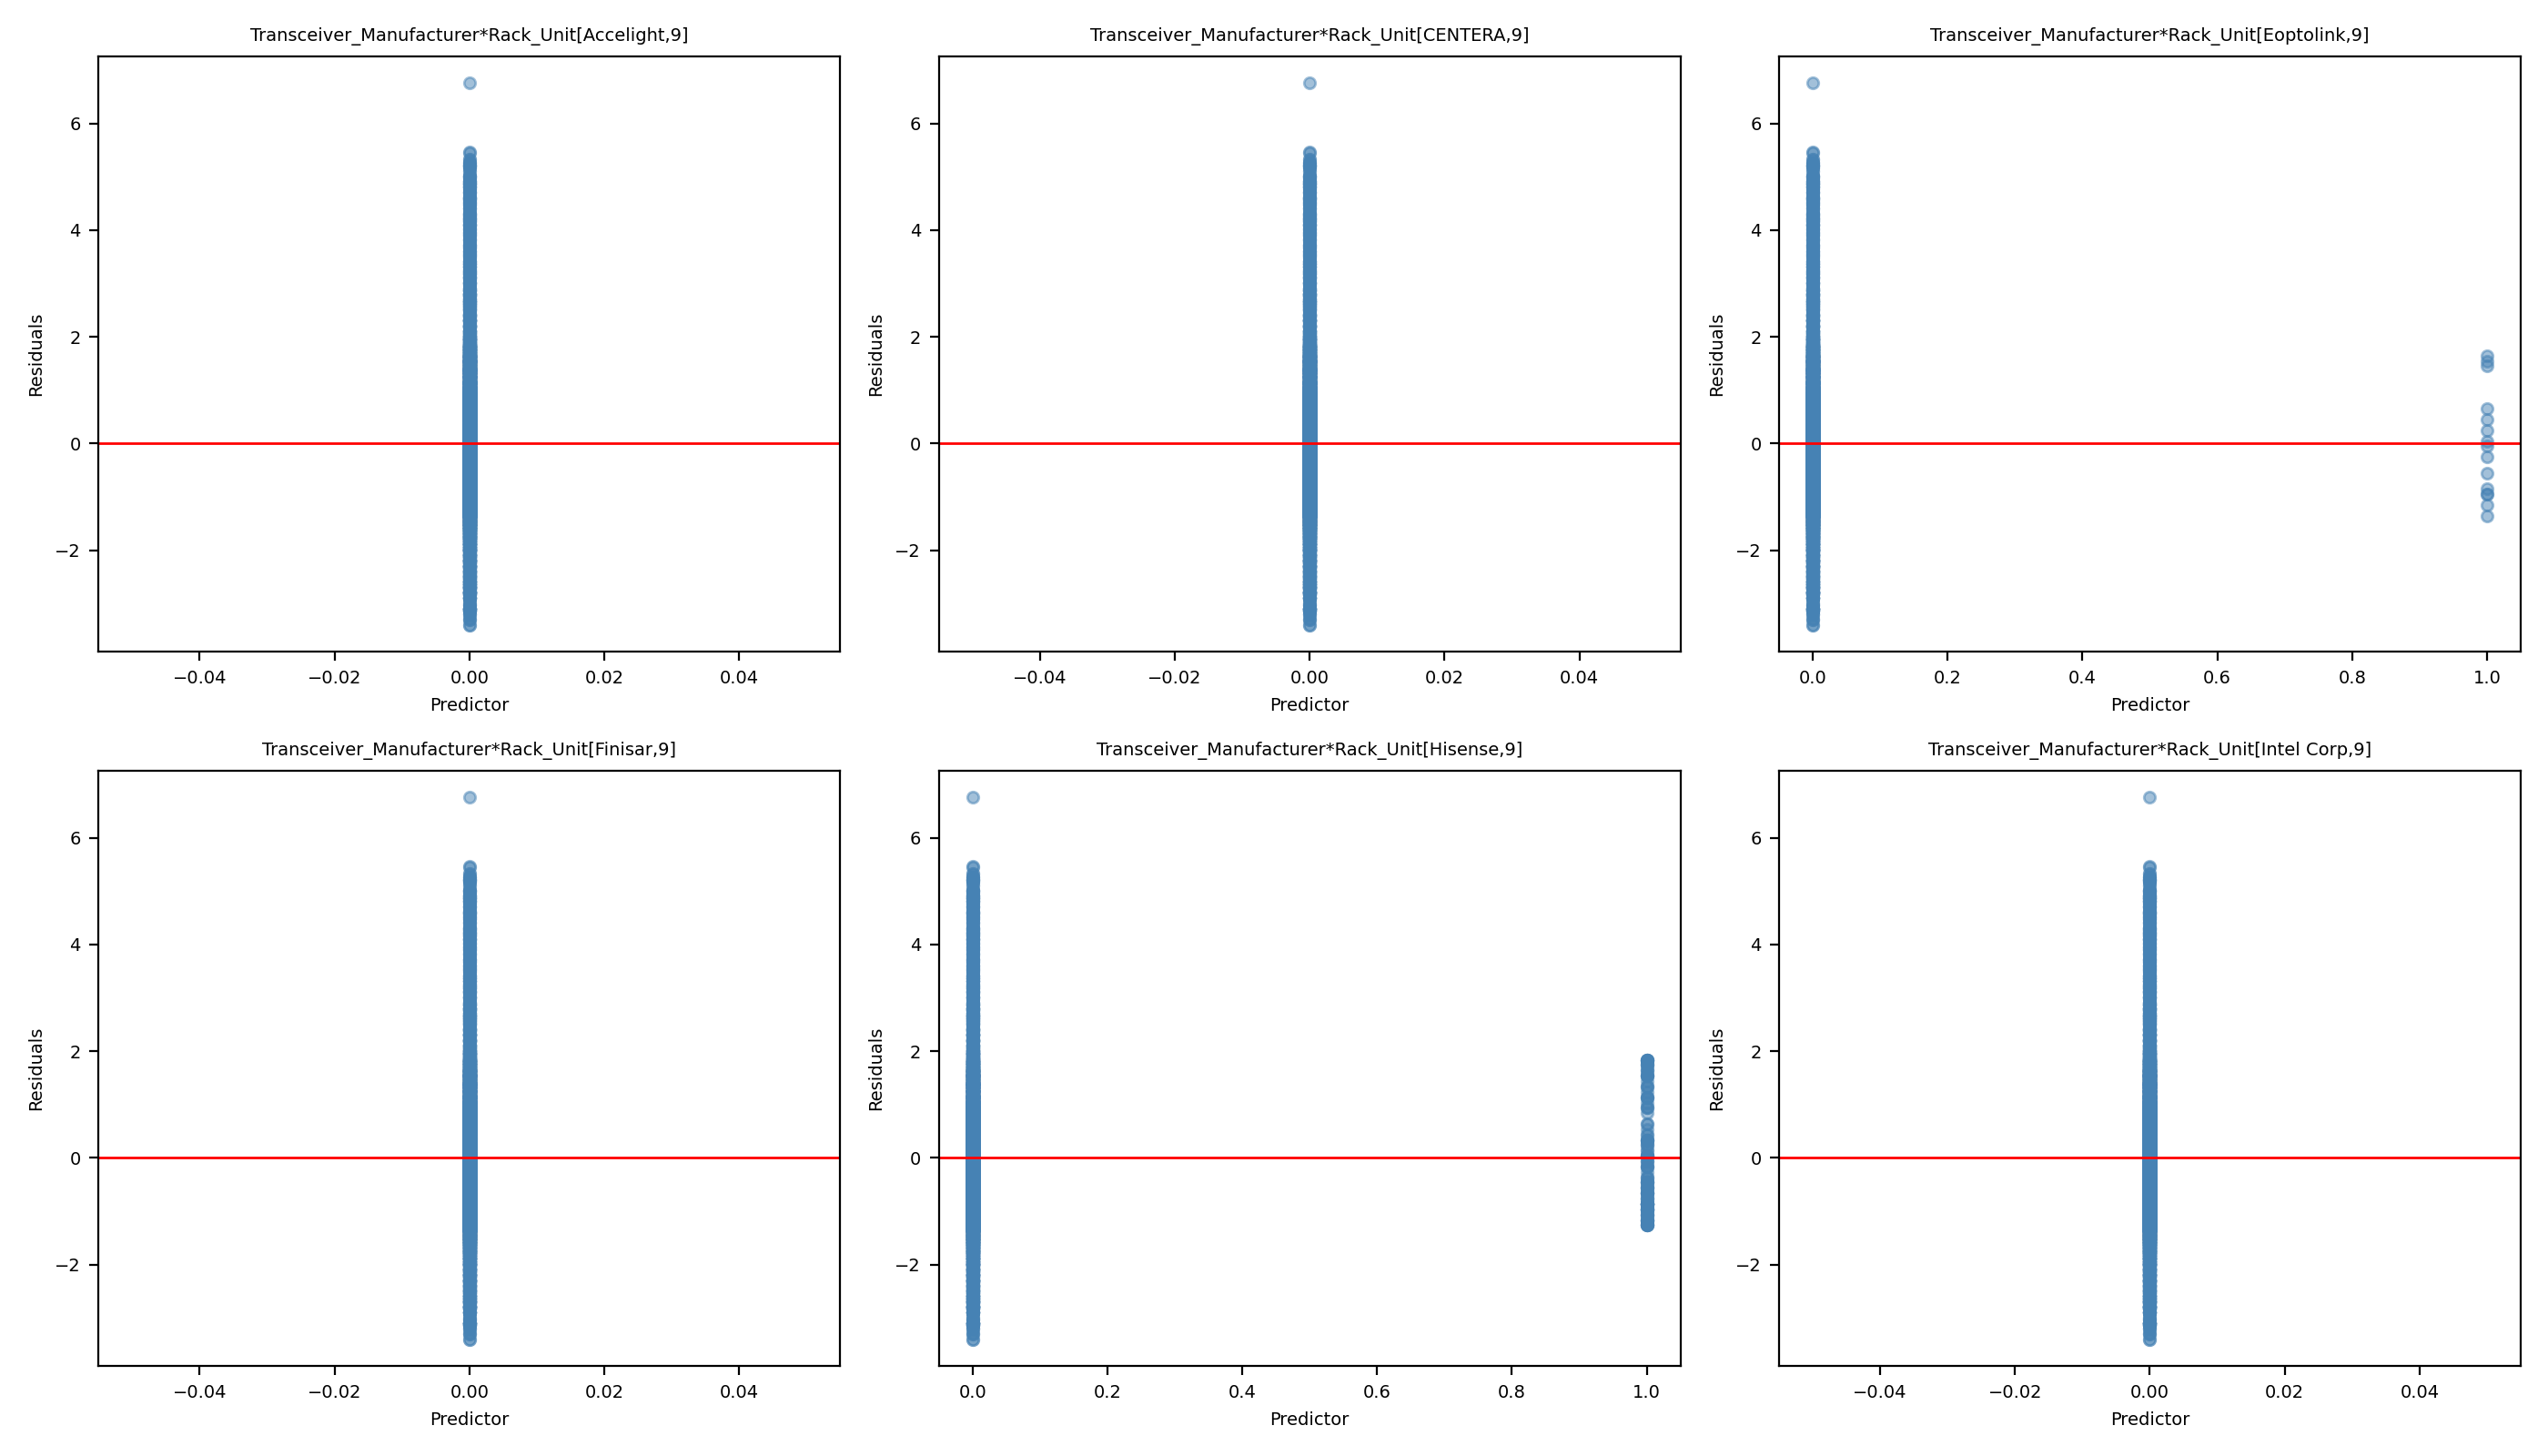 Transceiver_Manufacturer*Rack_Unit[Accelight,9]
Residuals
6
4
2
0
−2
−0.04 −0.02 0.00 0.02 0.04
Predictor
Transceiver_Manufacturer*Rack_Unit[CENTERA,9]
Residuals
6
4
2
0
−2
−0.04 −0.02 0.00 0.02 0.04
Predictor
Transceiver_Manufacturer*Rack_Unit[Eoptolink,9]
Residuals
6
4
2
0
−2
0.0 0.2 0.4 0.6 0.8 1.0
Predictor
Transceiver_Manufacturer*Rack_Unit[Finisar,9]
Residuals
6
4
2
0
−2
−0.04 −0.02 0.00 0.02 0.04
Predictor
Transceiver_Manufacturer*Rack_Unit[Hisense,9]
Residuals
6
4
2
0
−2
0.0 0.2 0.4 0.6 0.8 1.0
Predictor
Transceiver_Manufacturer*Rack_Unit[Intel Corp,9]
Residuals
6
4
2
0
−2
−0.04 −0.02 0.00 0.02 0.04
Predictor